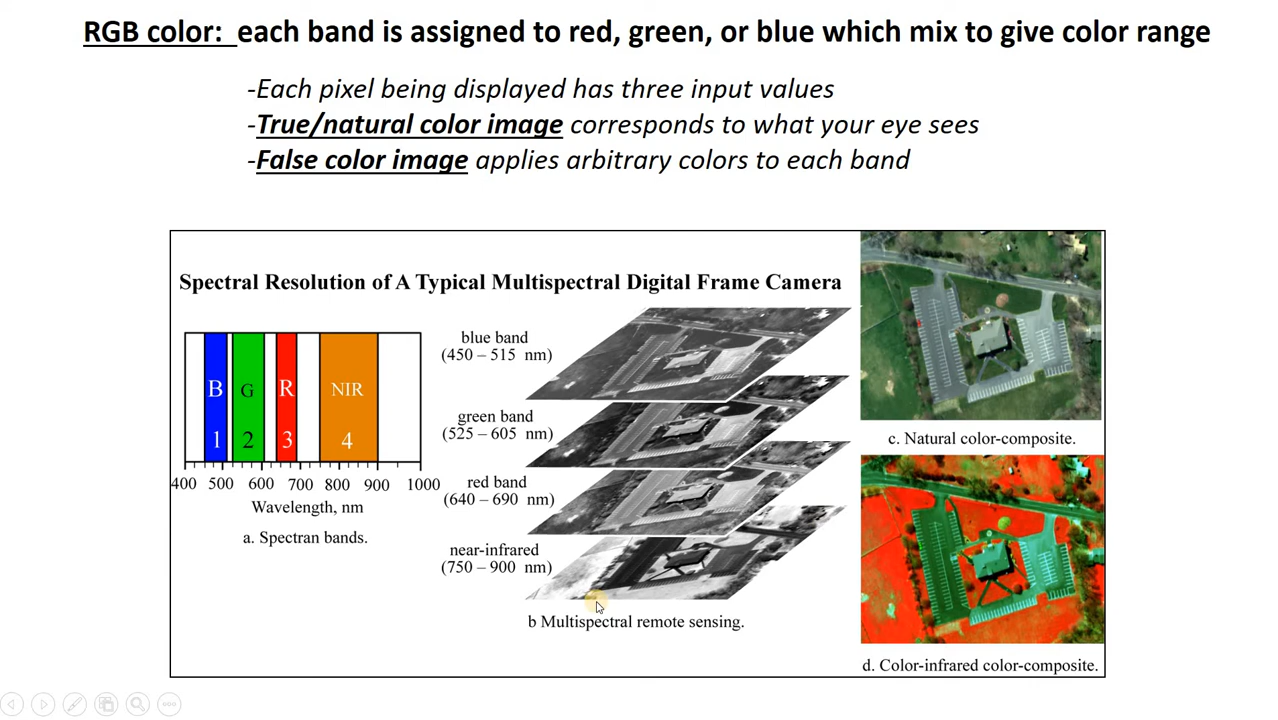 RGB color: each band is assigned to red, green, or blue which mix to give color range
-Each pixel being displayed has three input values
-True/natural color image corresponds to what your eye sees
-False color image applies arbitrary colors to each band
Spectral Resolution of A Typical Multispectral Digital Frame Camera
B
G
R
NIR
1
2
3
4
400 500 600 700 800 900 1000
Wavelength, nm
a. Spectran bands.
blue band
(450 – 515 nm)
green band
(525 – 605 nm)
red band
(640 – 690 nm)
near-infrared
(750 – 900 nm)
b Multispectral remote sensing.
c. Natural color-composite.
d. Color-infrared color-composite.